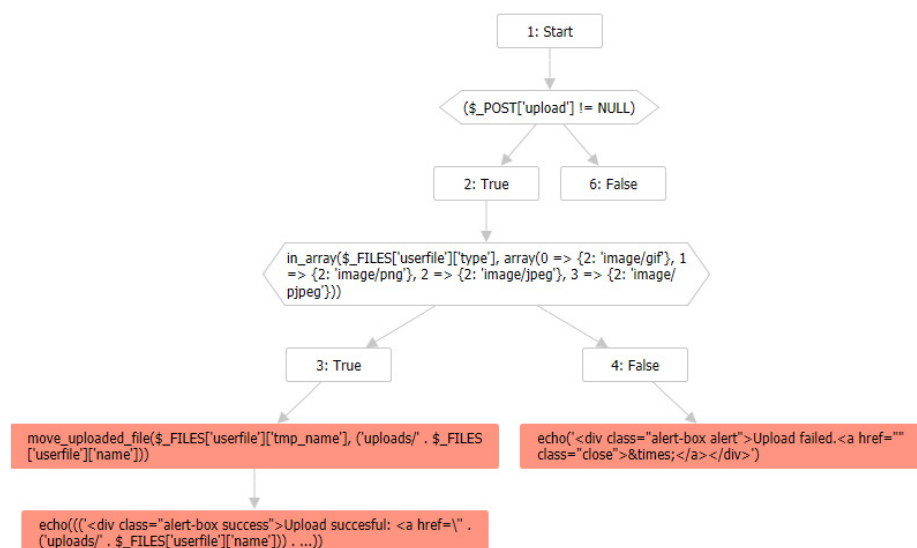 1: Start
($_POST['upload'] != NULL)
2: True
6: False
in_array($_FILES['userfile']['type'], array(0 => {2: 'image/gif'}, 1
=> {2: 'image/png'}, 2 => {2: 'image/jpeg'}, 3 => {2: 'image/
pjpeg'}))
3: True
4: False
move_uploaded_file($_FILES['userfile']['tmp_name'], ('uploads/' . $_FILES
['userfile']['name']))
echo('<div class="alert-box alert">Upload failed.<a href=""
class="close">&times;</a></div>')
echo((('<div class="alert-box success">Upload succesful: <a href=\" .
('uploads/' . $_FILES['userfile']['name'])) . ...))